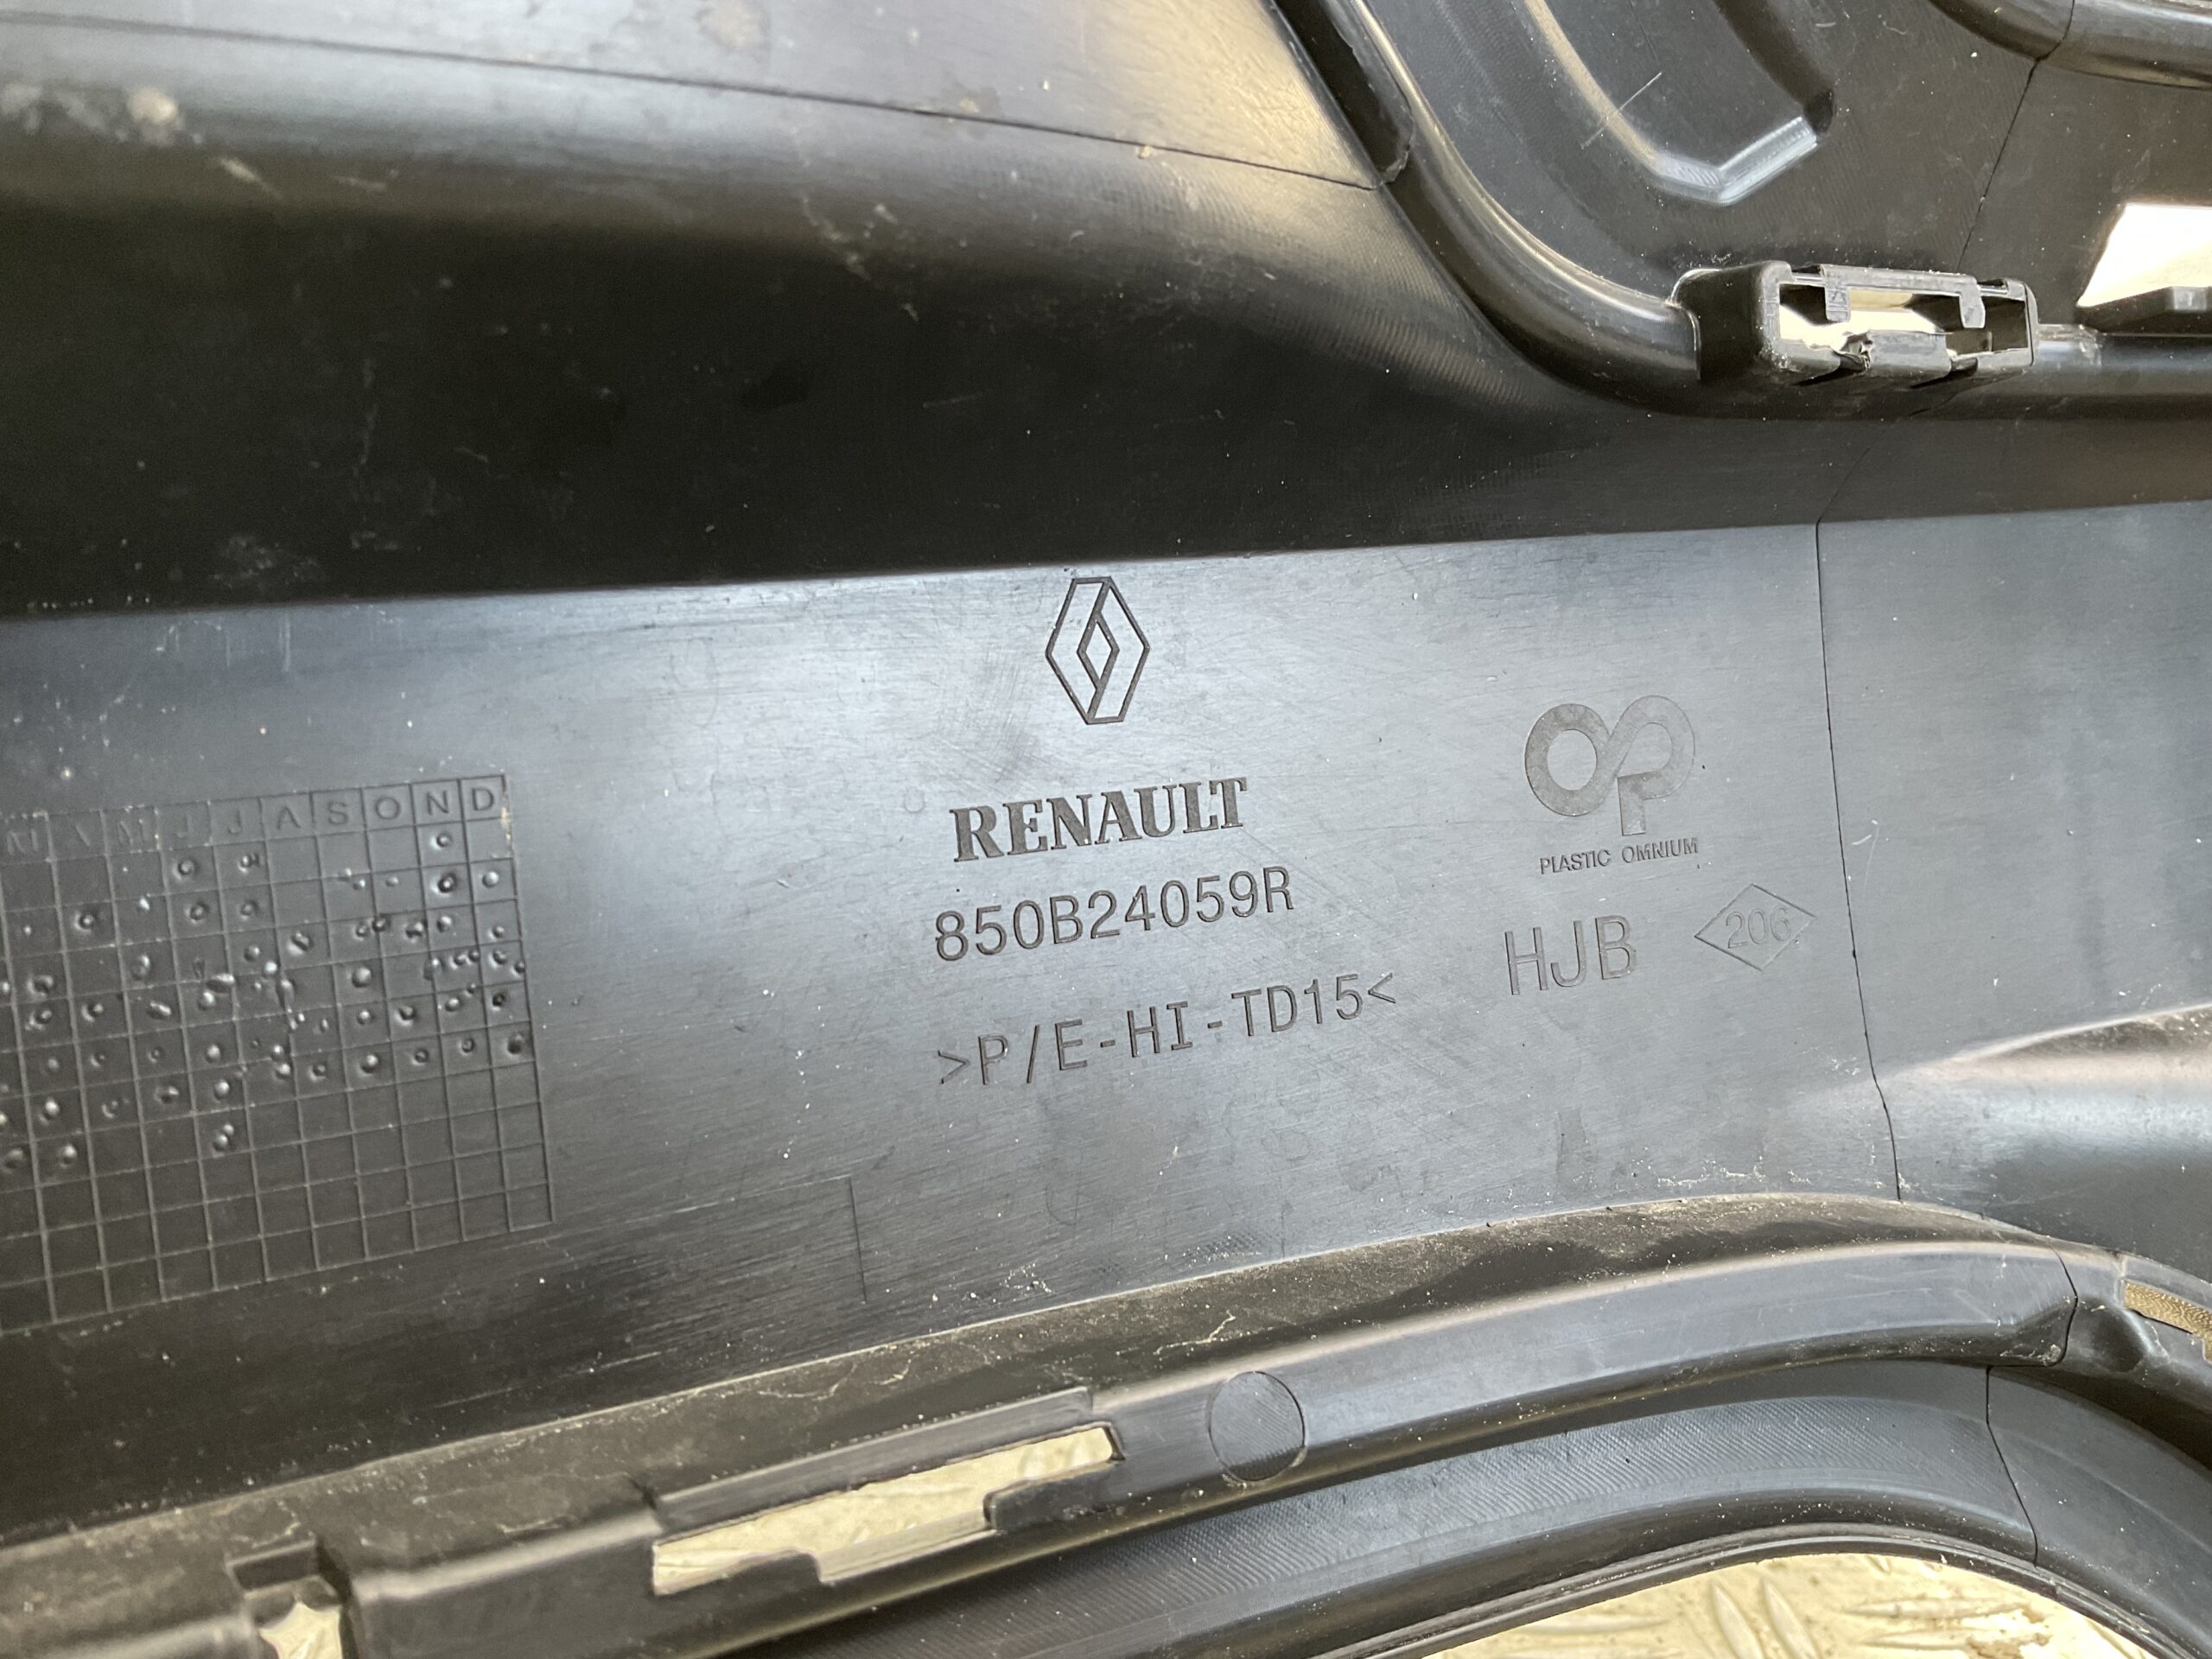 RENAULT
850B24059R
>P/E-HI-TD15<
PLASTIC OMNIUM
HJB
206
M A M J J A S O N D